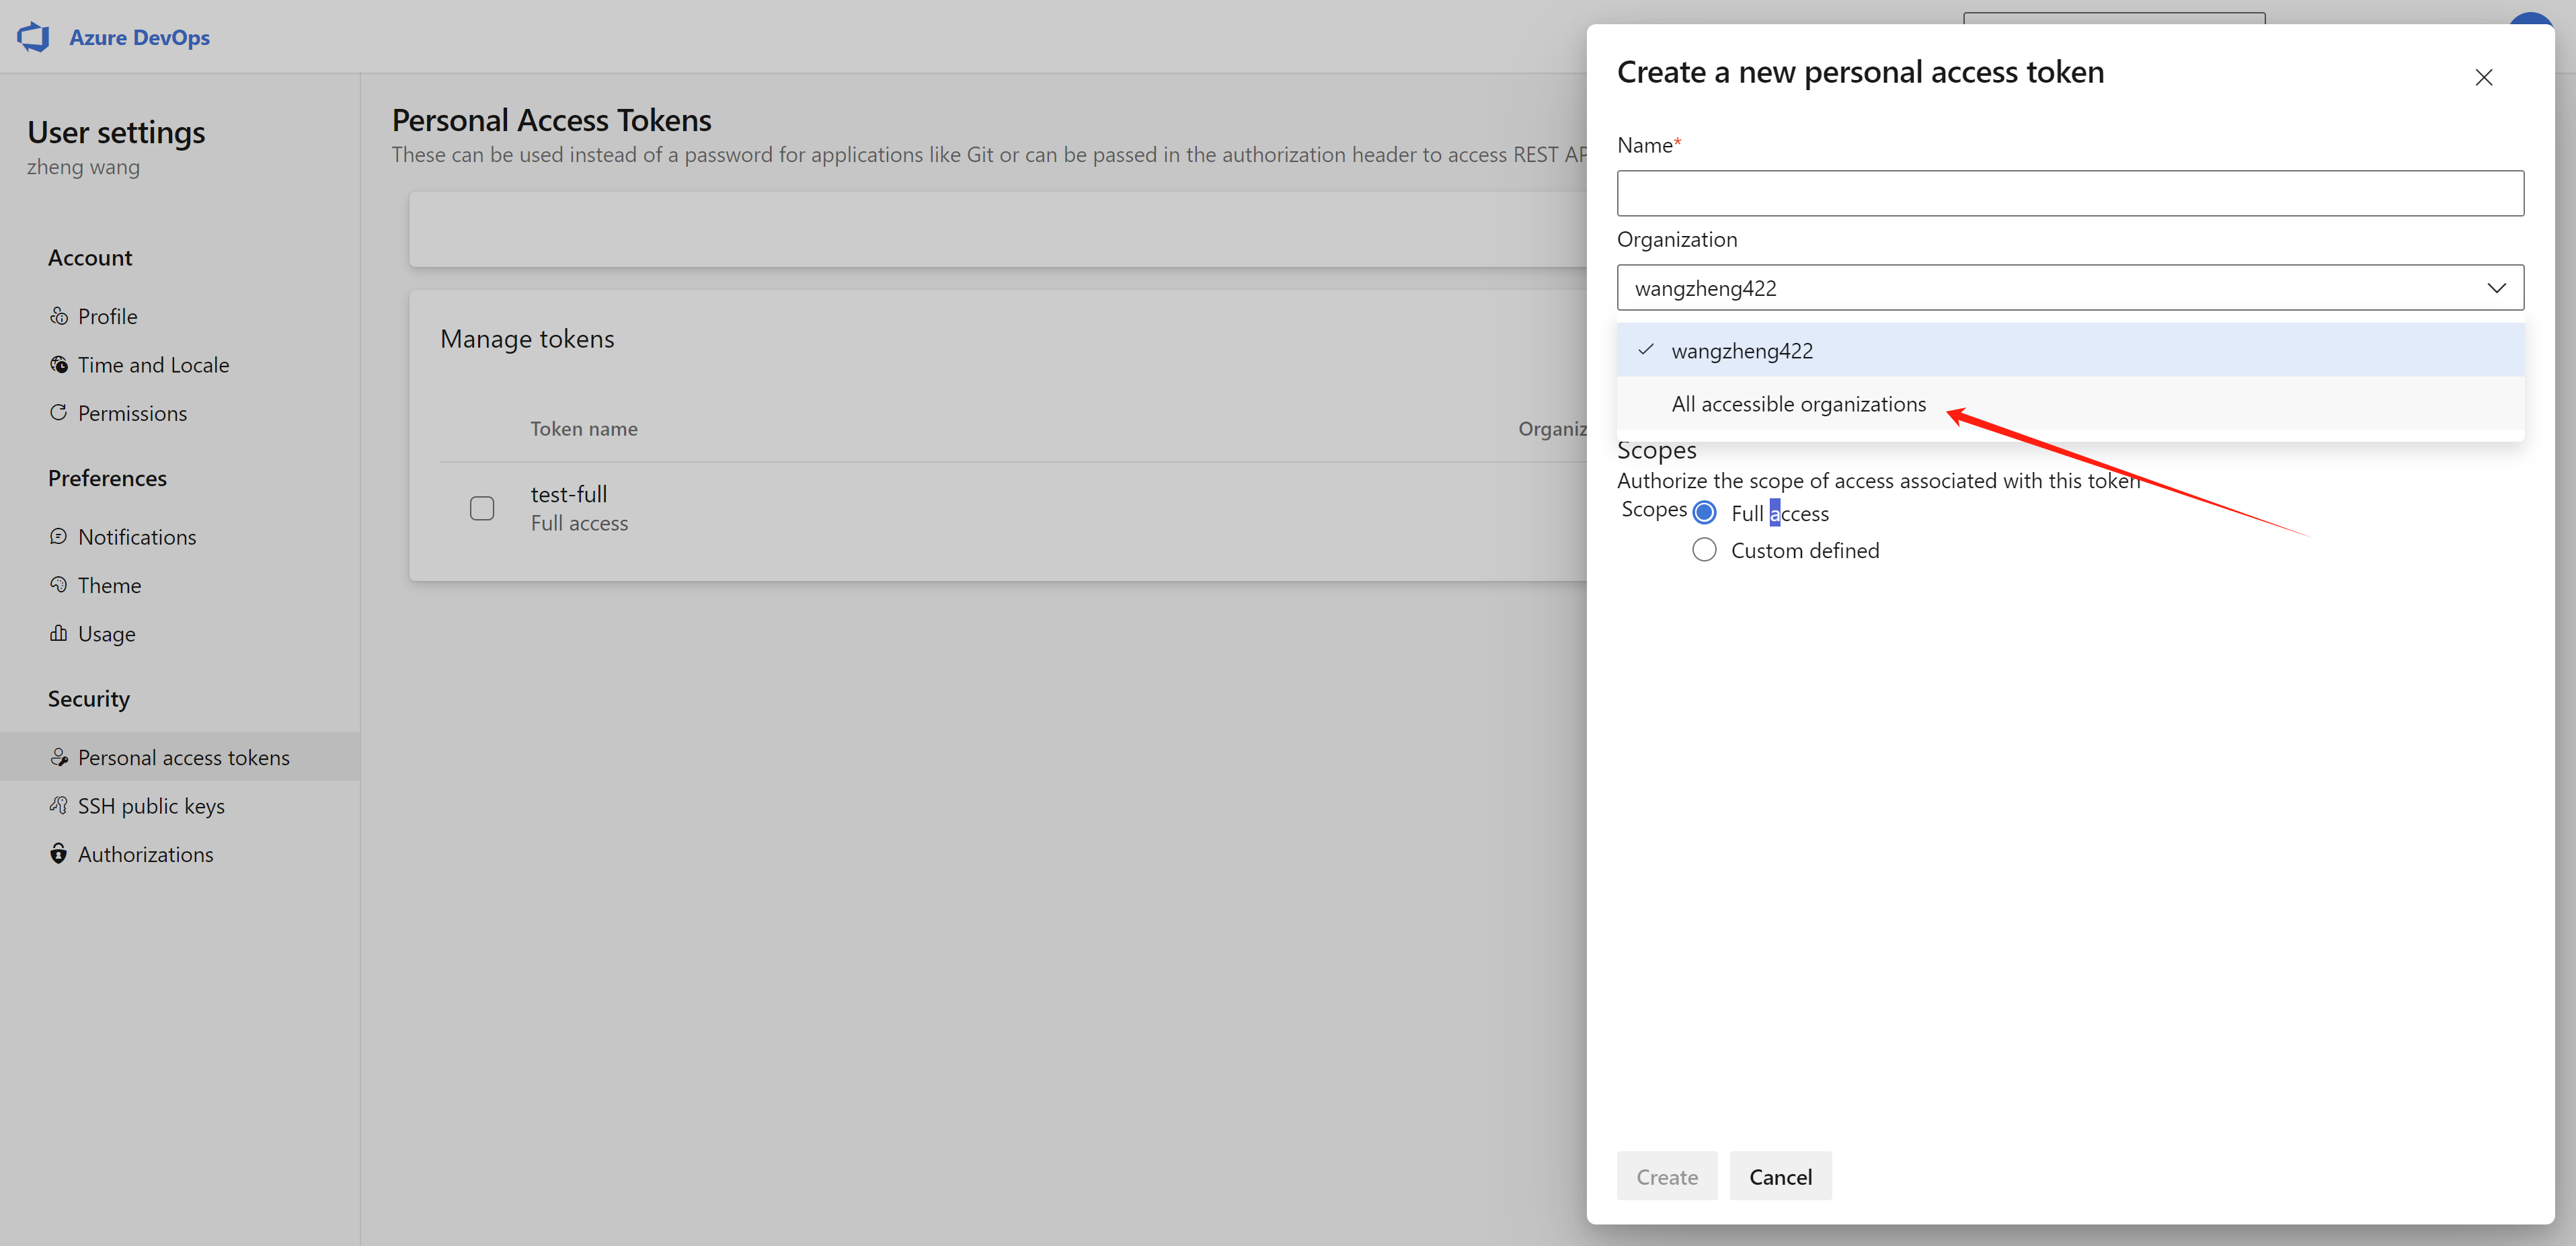 Azure DevOps
User settings
zheng wang
Account
Profile
Time and Locale
Permissions
Preferences
Notifications
Theme
Usage
Security
Personal access tokens
SSH public keys
Authorizations
Personal Access Tokens
These can be used instead of a password for applications like Git or can be passed in the authorization header to access REST AP
Manage tokens
Token name
Organiz
test-full
Full access
Create a new personal access token
Name*
Organization
wangzheng422
wangzheng422
All accessible organizations
Scopes
Authorize the scope of access associated with this token
Scopes
Full access
Custom defined
Create
Cancel